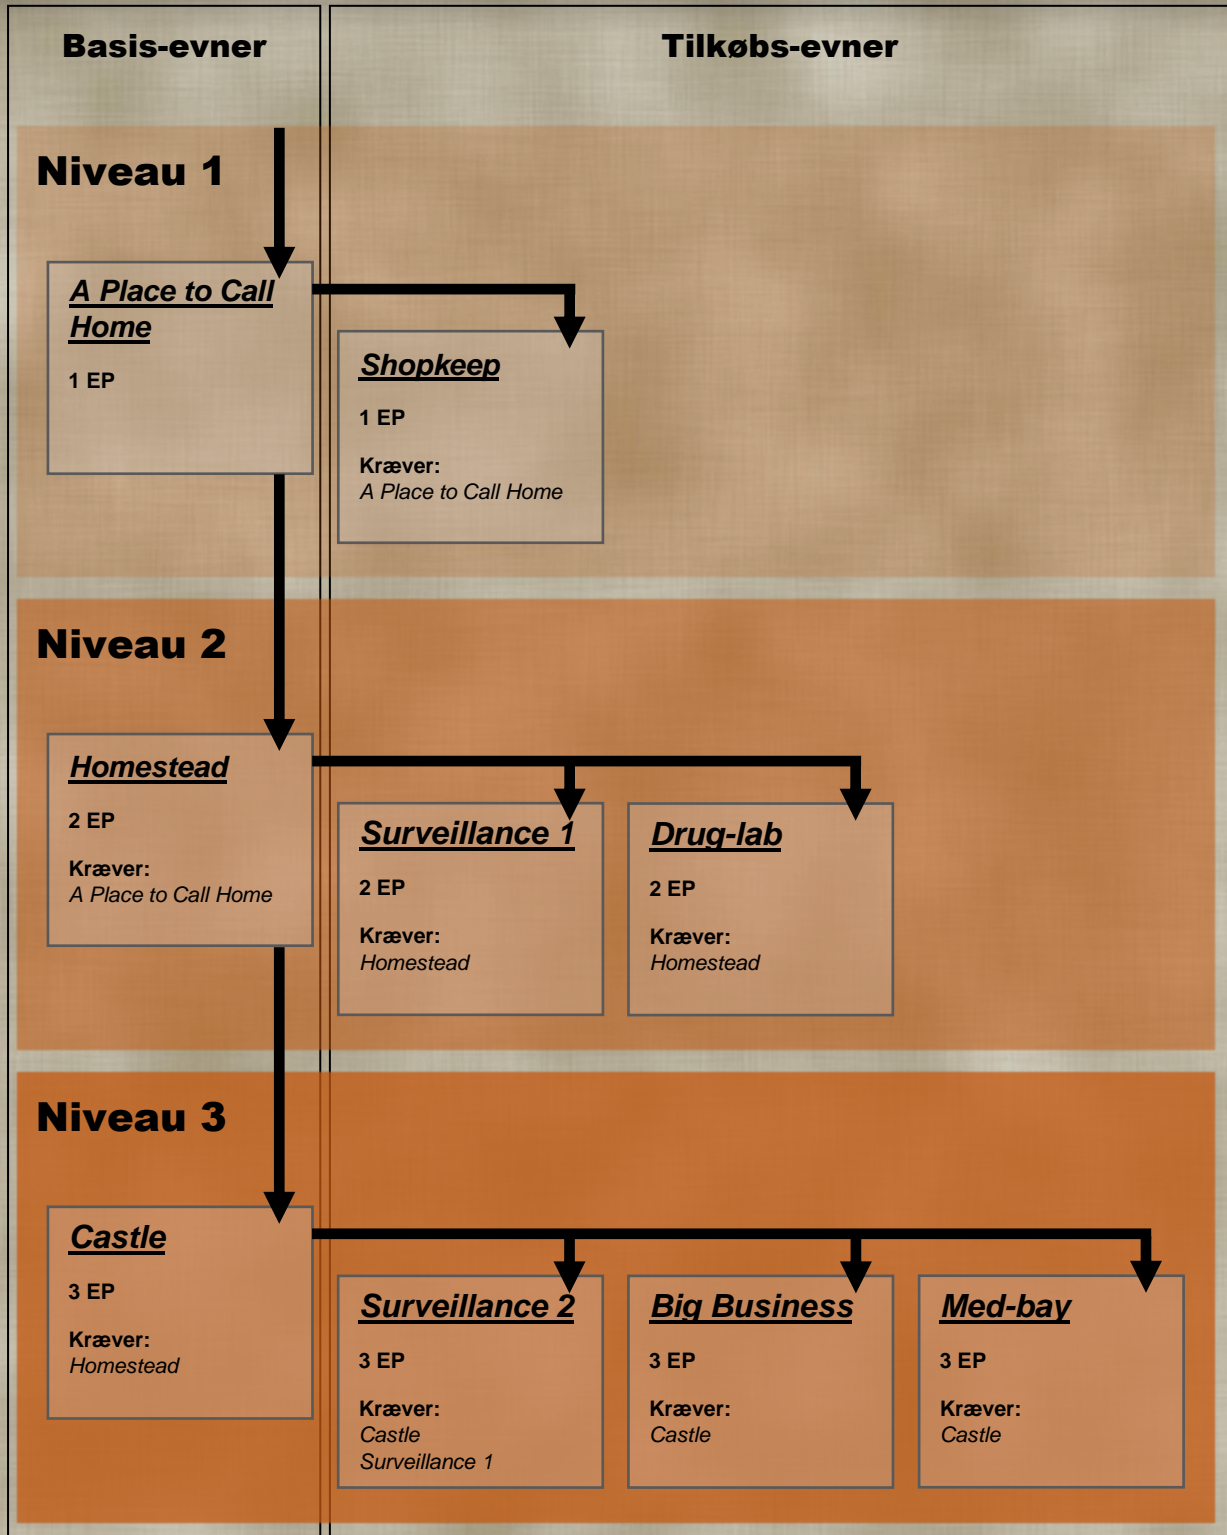 Basis-evner
Tilkøbs-evner
Niveau 1
A Place to Call
Home
1 EP
Shopkeep
1 EP
Kræver:
A Place to Call Home
Niveau 2
Homestead
2 EP
Kræver:
A Place to Call Home
Surveillance 1
2 EP
Kræver:
Homestead
Drug-lab
2 EP
Kræver:
Homestead
Niveau 3
Castle
3 EP
Kræver:
Homestead
Surveillance 2
3 EP
Kræver:
Castle
Surveillance 1
Big Business
3 EP
Kræver:
Castle
Med-bay
3 EP
Kræver:
Castle